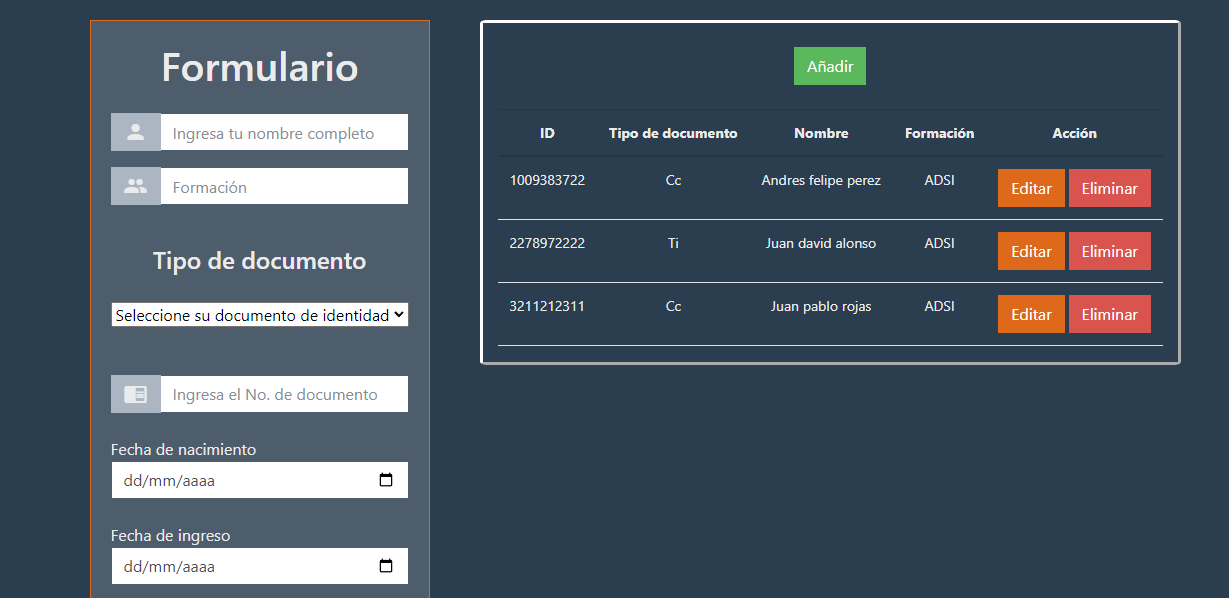 Formulario
Ingresa tu nombre completo
Formación
Tipo de documento
Seleccione su documento de identidad
Ingresa el No. de documento
Fecha de nacimiento
dd/mm/aaaa
Fecha de ingreso
dd/mm/aaaa
Añadir
ID Tipo de documento Nombre Formación Acción
1009383722 Cc Andres felipe perez ADSI Editar Eliminar
2278972222 Ti Juan david alonso ADSI Editar Eliminar
3211212311 Cc Juan pablo rojas ADSI Editar Eliminar